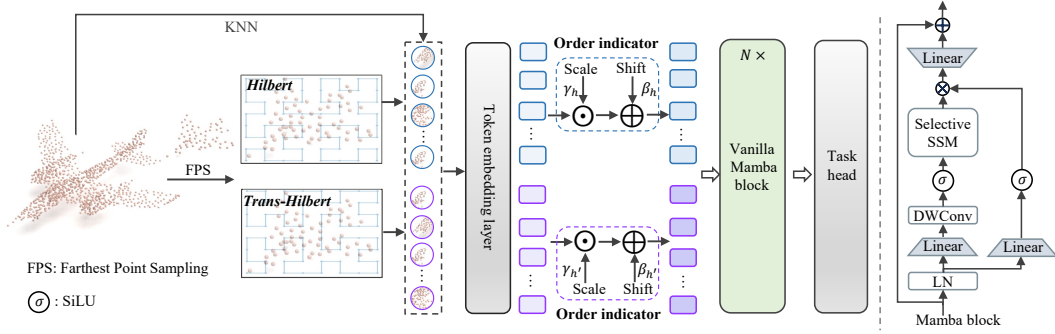 KNN
FPS
Hilbert
Trans-Hilbert
FPS: Farthest Point Sampling
σ : SiLU
Token embedding layer
Order indicator
Scale
Shift
γh
βh
γh'
βh'
Scale
Shift
Order indicator
N ×
Vanilla
Mamba
block
Task
head
Linear
Selective
SSM
σ
σ
DWConv
Linear
Linear
LN
Mamba block